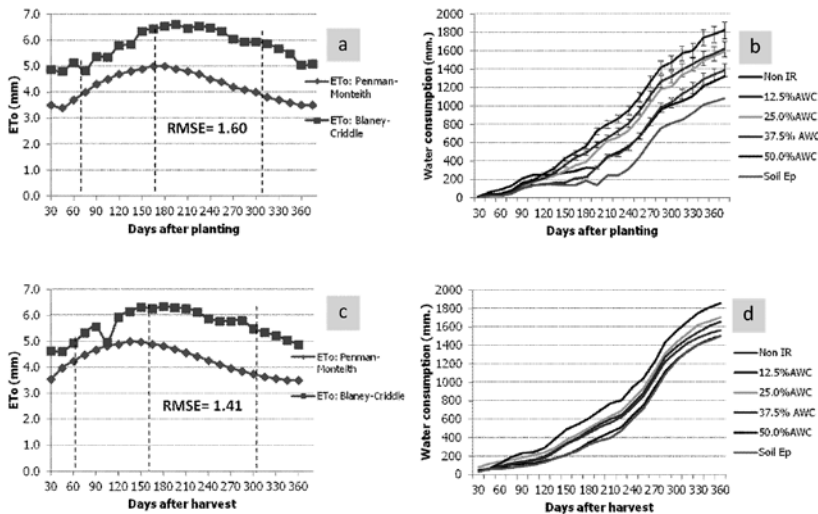 a
7.0
6.0
5.0
4.0
3.0
2.0
1.0
0.0
ETo (mm)
30 60 90 120 150 180 210 240 270 300 330 360
Days after planting
RMSE= 1.60
ETo: Penman-
Monteith
ETo: Blaney-
Criddle
b
2000
1800
1600
1400
1200
1000
800
600
400
200
0
Water consumption (mm.)
30 60 90 120 150 180 210 240 270 300 330 360
Days after planting
Non IR
12.5%AWC
25.0%AWC
37.5% AWC
50.0%AWC
Soil Ep
c
7.0
6.0
5.0
4.0
3.0
2.0
1.0
0.0
ETo (mm)
30 60 90 120 150 180 210 240 270 300 330 360
Days after harvest
RMSE= 1.41
ETo: Penman-
Monteith
ETo: Blaney-Criddle
d
2000
1800
1600
1400
1200
1000
800
600
400
200
0
Water consumption (mm.)
30 60 90 120 150 180 210 240 270 300 330 360
Days after harvest
Non IR
12.5%AWC
25.0%AWC
37.5% AWC
50.0%AWC
Soil Ep